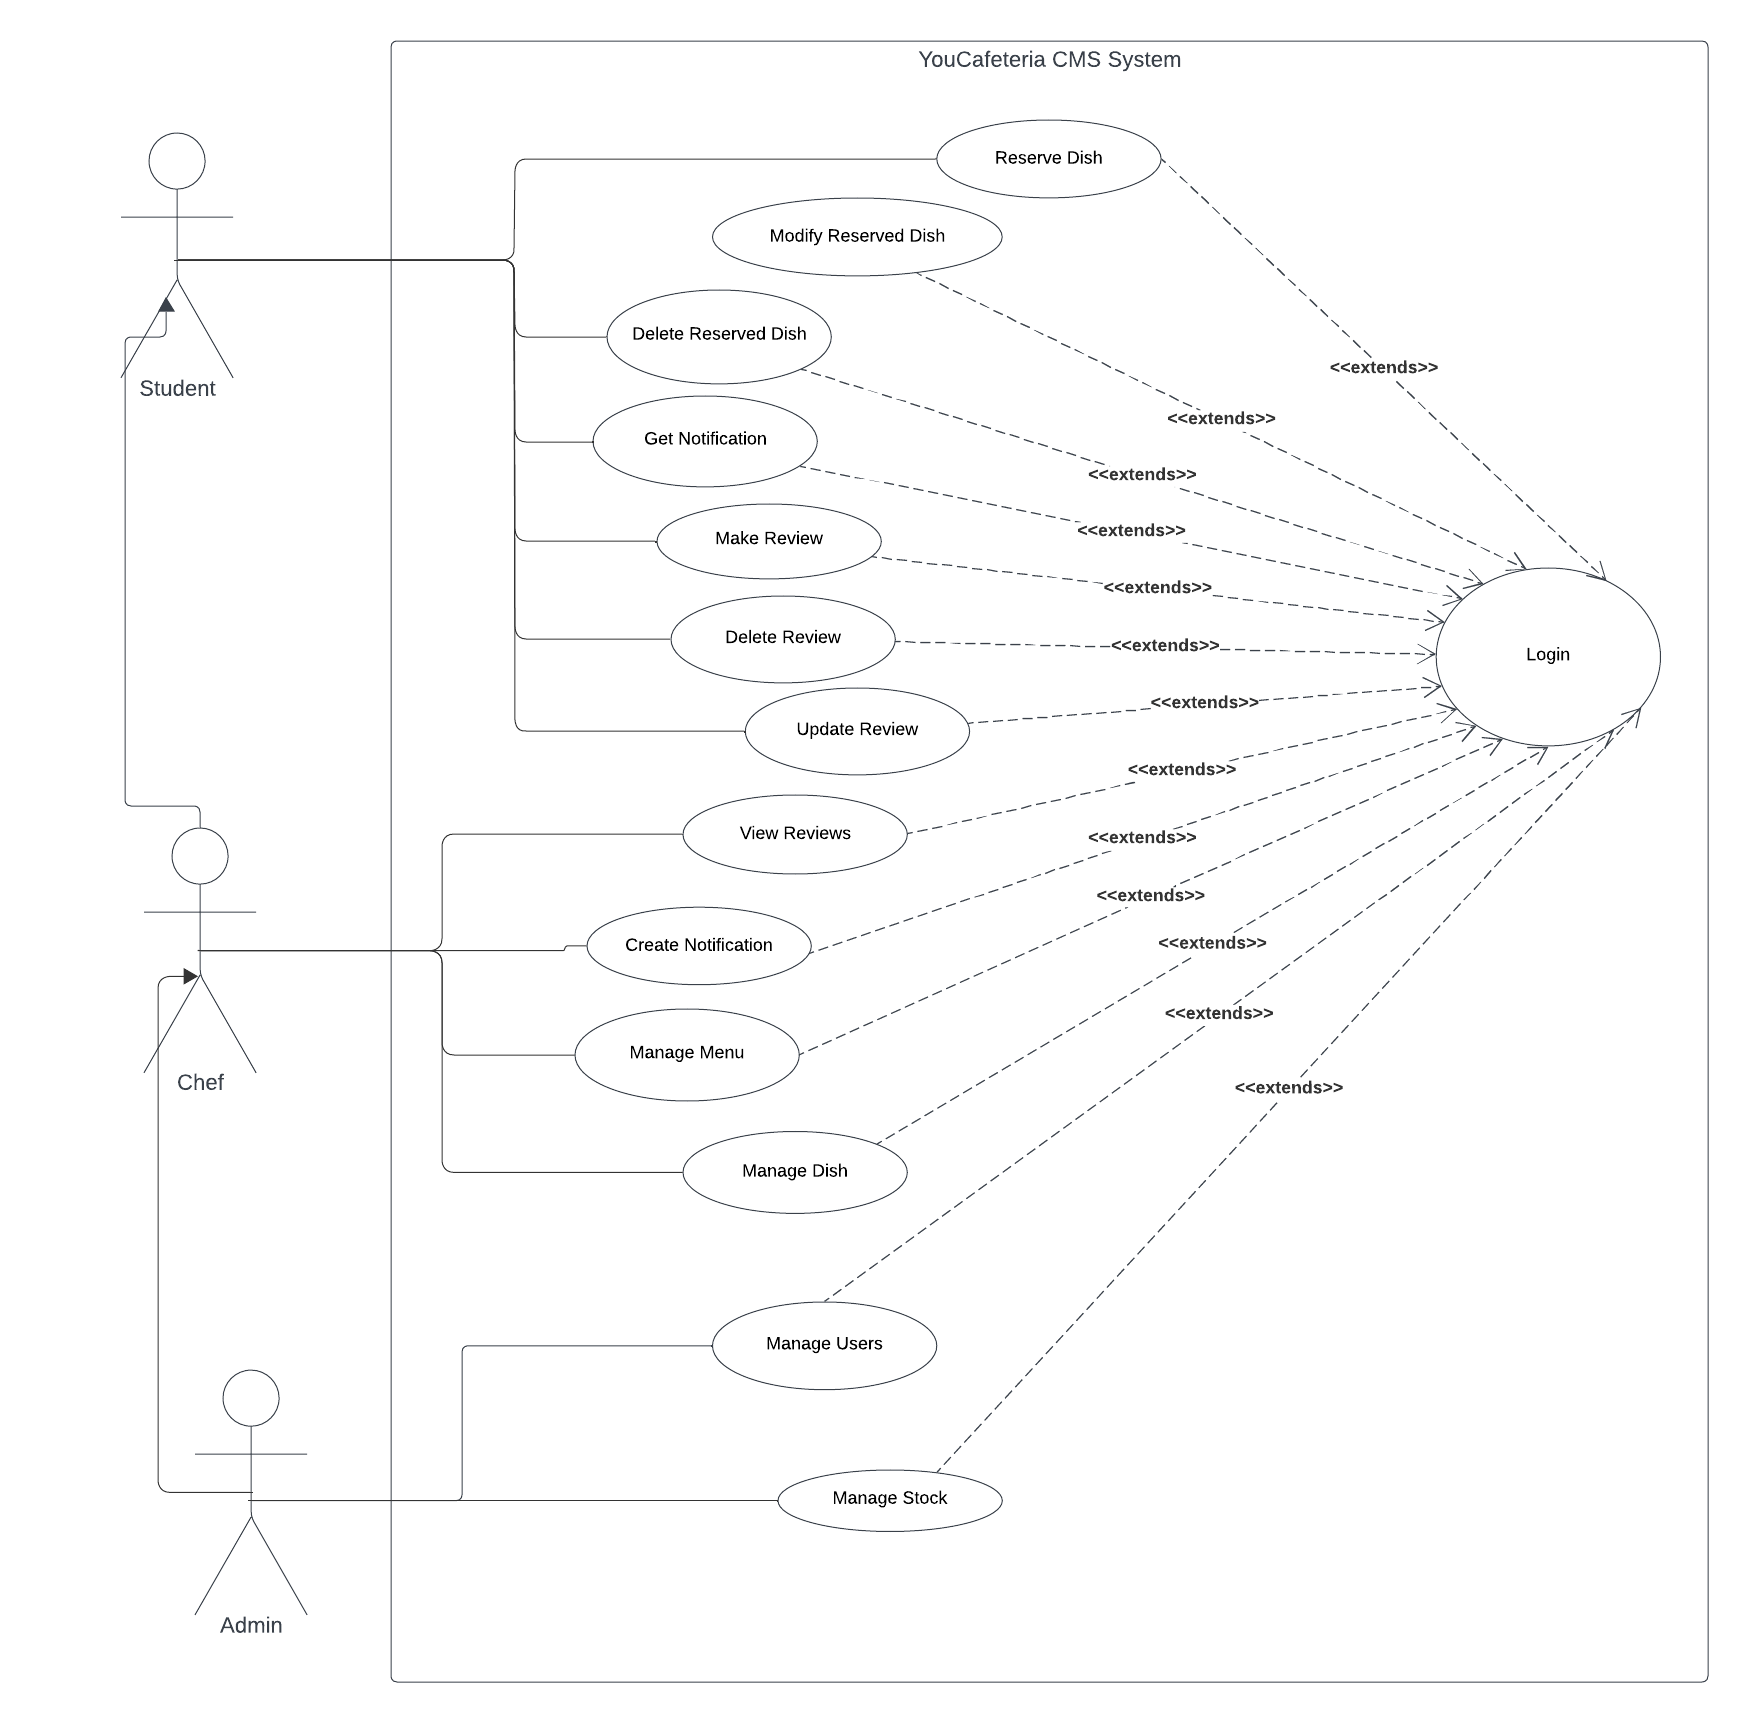 YouCafeteria CMS System
Reserve Dish
Modify Reserved Dish
Delete Reserved Dish
<<extends>>
Student
<<extends>>
Get Notification
<<extends>>
<<extends>>
Make Review
<<extends>>
Delete Review
<<extends>>
Login
<<extends>>
Update Review
<<extends>>
View Reviews
<<extends>>
<<extends>>
Create Notification
<<extends>>
<<extends>>
Manage Menu
Chef
<<extends>>
Manage Dish
Manage Users
Manage Stock
Admin